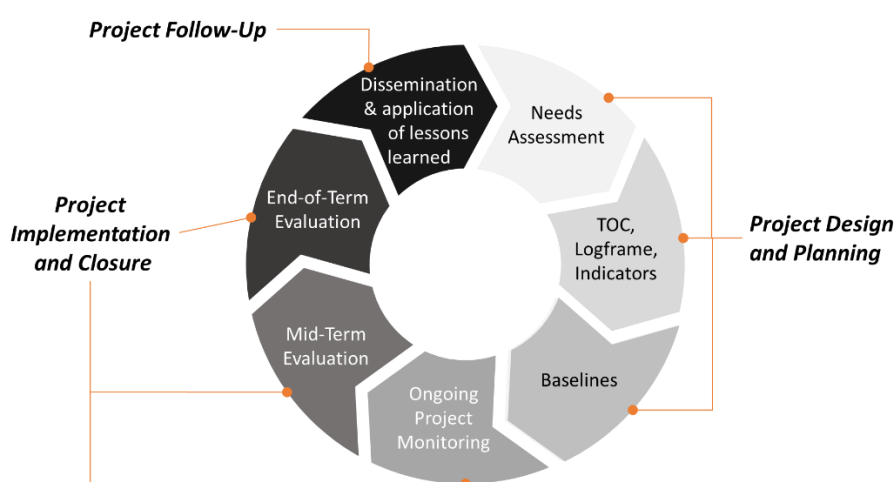 Project Follow-Up
Dissemination
& application
of lessons
learned
Needs
Assessment
End-of-Term
Evaluation
Project
Implementation
and Closure
TOC,
Logframe,
Indicators
Project Design
and Planning
Mid-Term
Evaluation
Baselines
Ongoing
Project
Monitoring